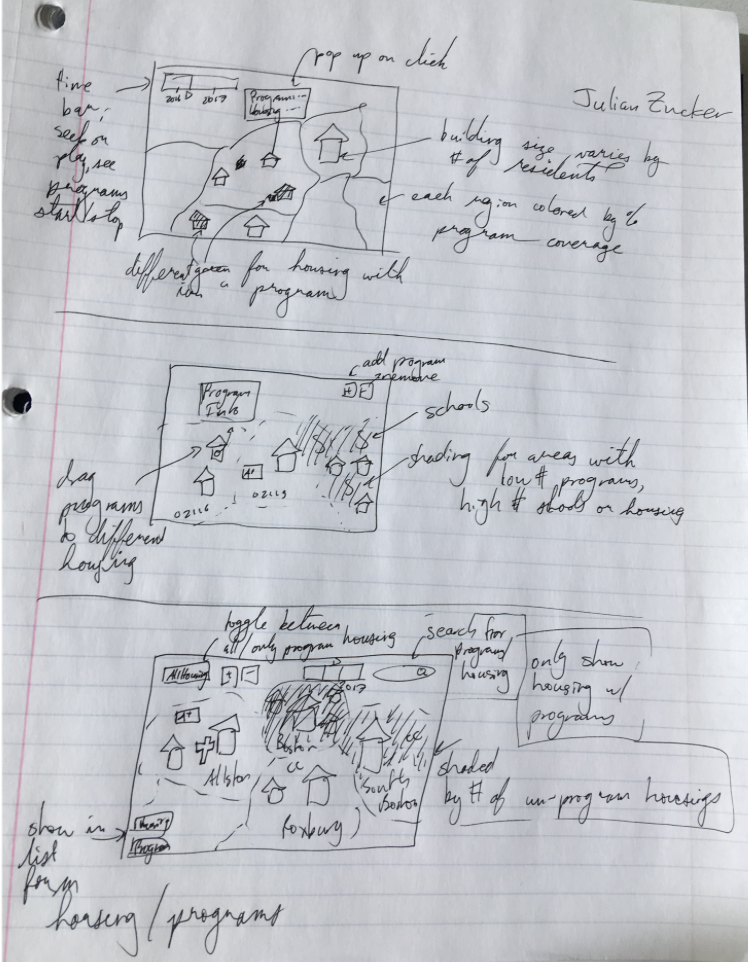 pop up on click
Julian Zucker
time
bar,
seek or
play, see
programs
start/stop
2016 2017
Program...
Housing...
building size varies by
# of residents
each region colored by %
program coverage
different for housing with
a program
add program
remove
Program
Info
+ -
schools
A+
shading for areas with
low # programs,
high # schools or housing
drag
programs
to different
housing
02116
02119
toggle between
all/only program housing
search for
program/
housing
only show
housing w/
programs
All Housing
+ -
2017
A+
Boston
CC
Allston
South
Boston
Roxbury
shaded
by # of un-program housings
show in
list
form
Housing
Program
housing/programs